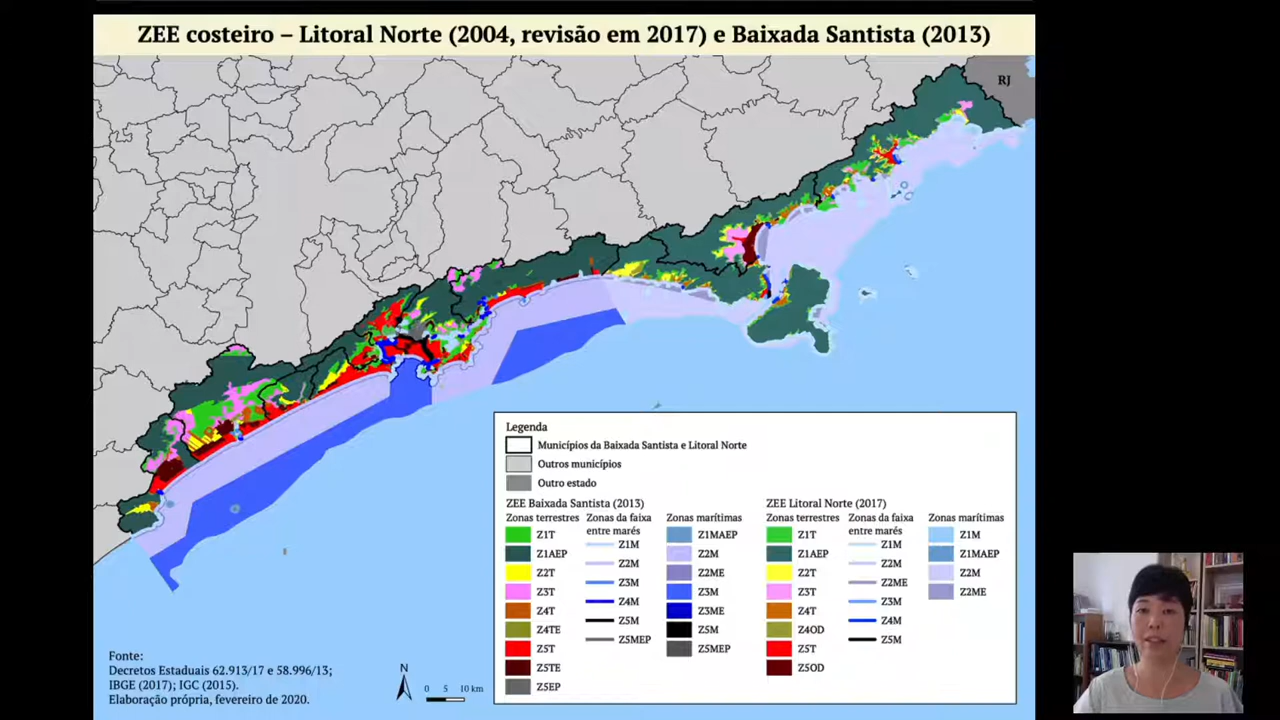 ZEE costeiro – Litoral Norte (2004, revisão em 2017) e Baixada Santista (2013)
RJ
Legenda
Municípios da Baixada Santista e Litoral Norte
Outros municípios
Outro estado
ZEE Baixada Santista (2013)
Zonas terrestres
Z1T
Z1AEP
Z2T
Z3T
Z4T
Z4TE
Z5T
Z5TE
Z5EP
Zonas da faixa
entre marés
Z1M
Z2M
Z3M
Z4M
Z5M
Z5MEP
Zonas marítimas
Z1MAEP
Z2M
Z2ME
Z3M
Z3ME
Z5M
Z5MEP
ZEE Litoral Norte (2017)
Zonas terrestres
Z1T
Z1AEP
Z2T
Z3T
Z4T
Z4OD
Z5T
Z5OD
Zonas da faixa
entre marés
Z1M
Z2M
Z2ME
Z3M
Z4M
Z5M
Zonas marítimas
Z1M
Z1MAEP
Z2M
Z2ME
Fonte:
Decretos Estaduais 62.913/17 e 58.996/13;
IBGE (2017); IGC (2015).
Elaboração própria, fevereiro de 2020.
N
0 5 10 km